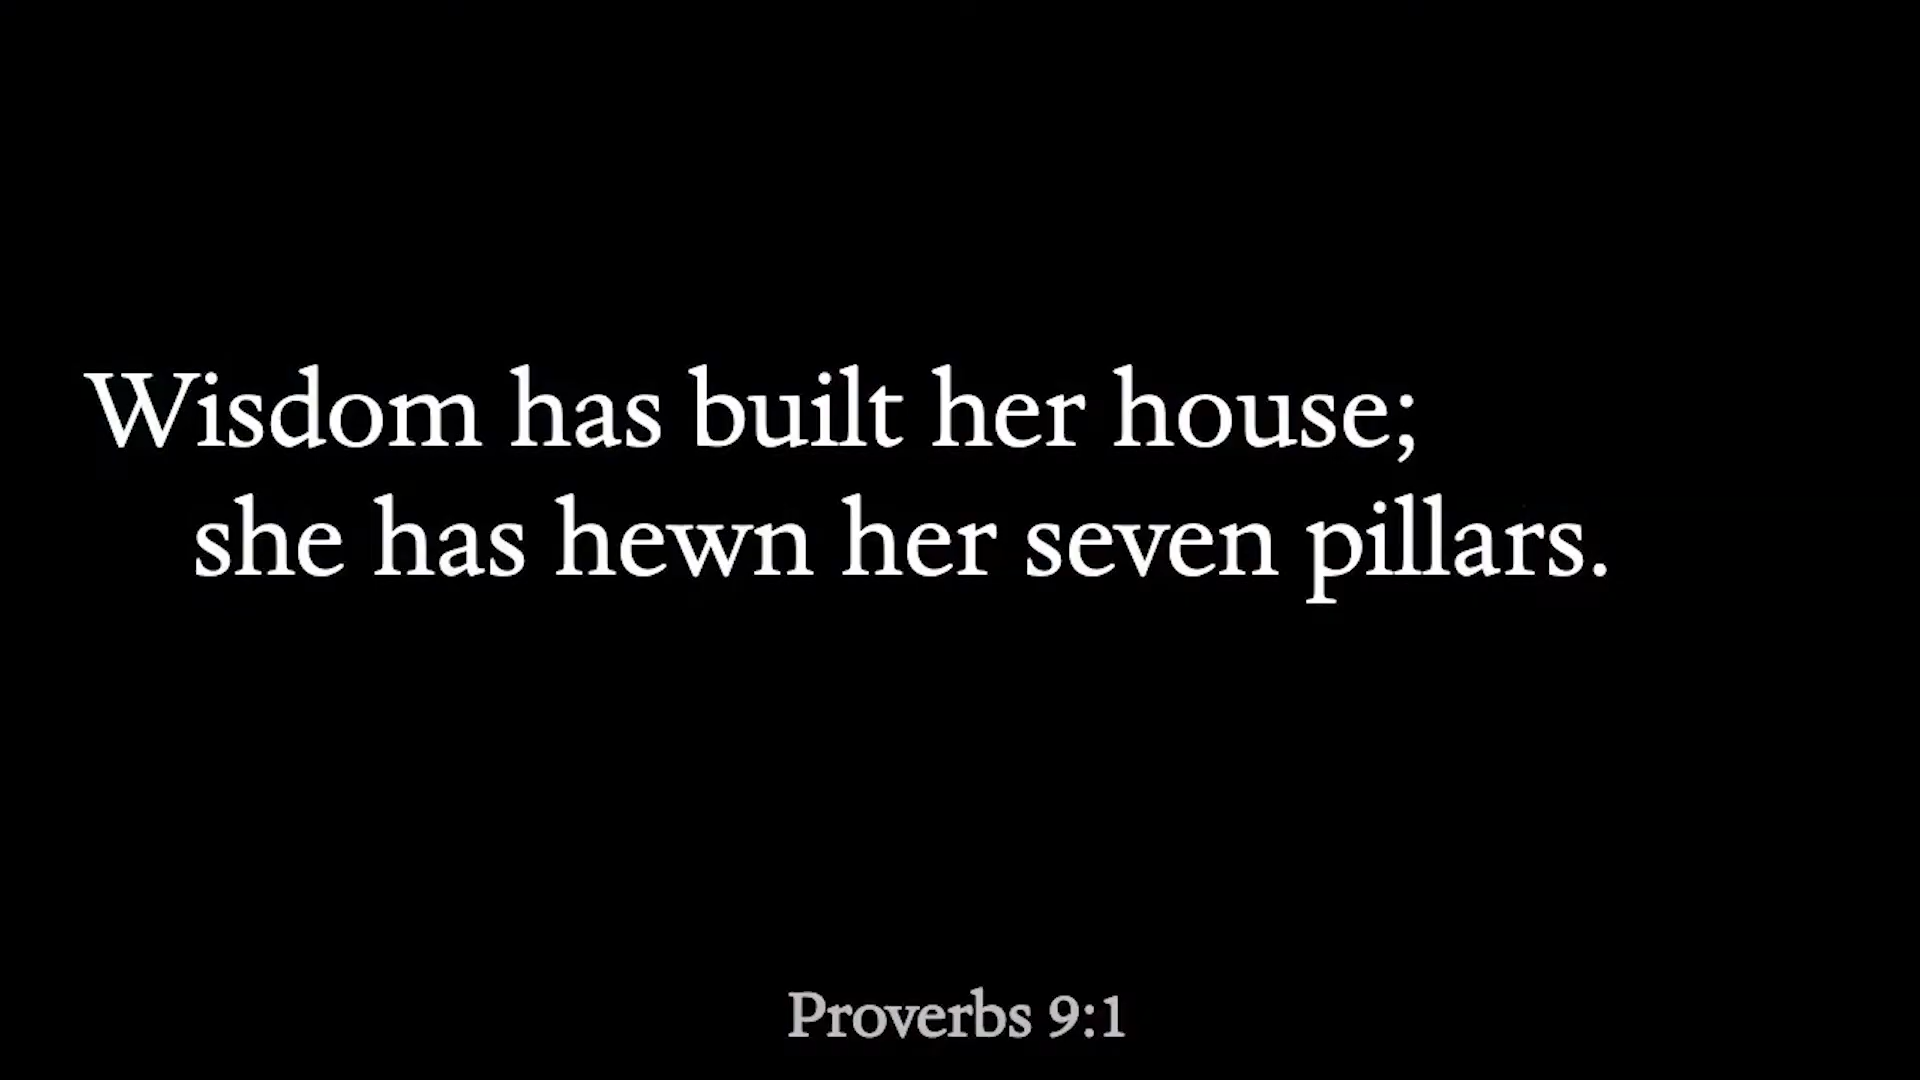 Wisdom has built her house;
she has hewn her seven pillars.
Proverbs 9:1